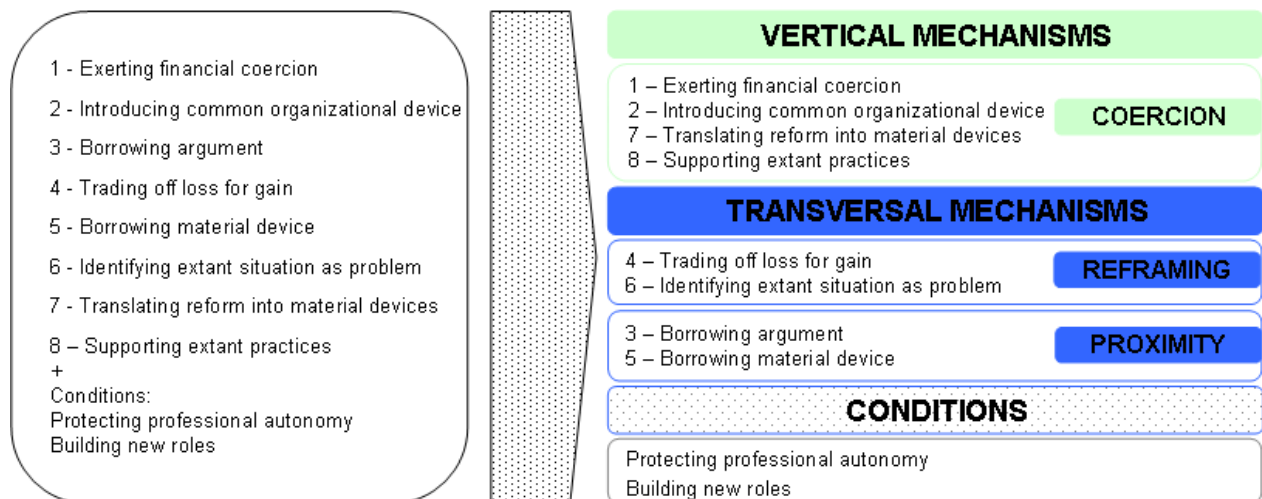 1 - Exerting financial coercion
2 - Introducing common organizational device
3 - Borrowing argument
4 - Trading off loss for gain
5 - Borrowing material device
6 - Identifying extant situation as problem
7 - Translating reform into material devices
8 – Supporting extant practices
+
Conditions:
Protecting professional autonomy
Building new roles
VERTICAL MECHANISMS
1 – Exerting financial coercion
2 – Introducing common organizational device
7 – Translating reform into material devices
8 – Supporting extant practices
COERCION
TRANSVERSAL MECHANISMS
4 – Trading off loss for gain
6 – Identifying extant situation as problem
REFRAMING
3 – Borrowing argument
5 – Borrowing material device
PROXIMITY
CONDITIONS
Protecting professional autonomy
Building new roles